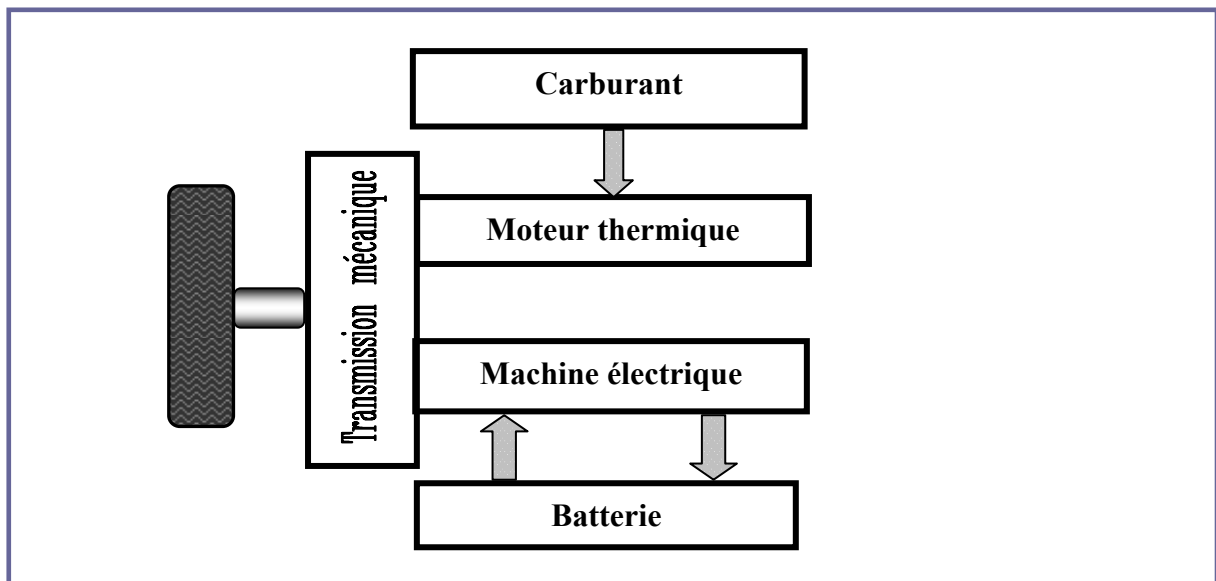 Carburant
Transmission mécanique
Moteur thermique
Machine électrique
Batterie